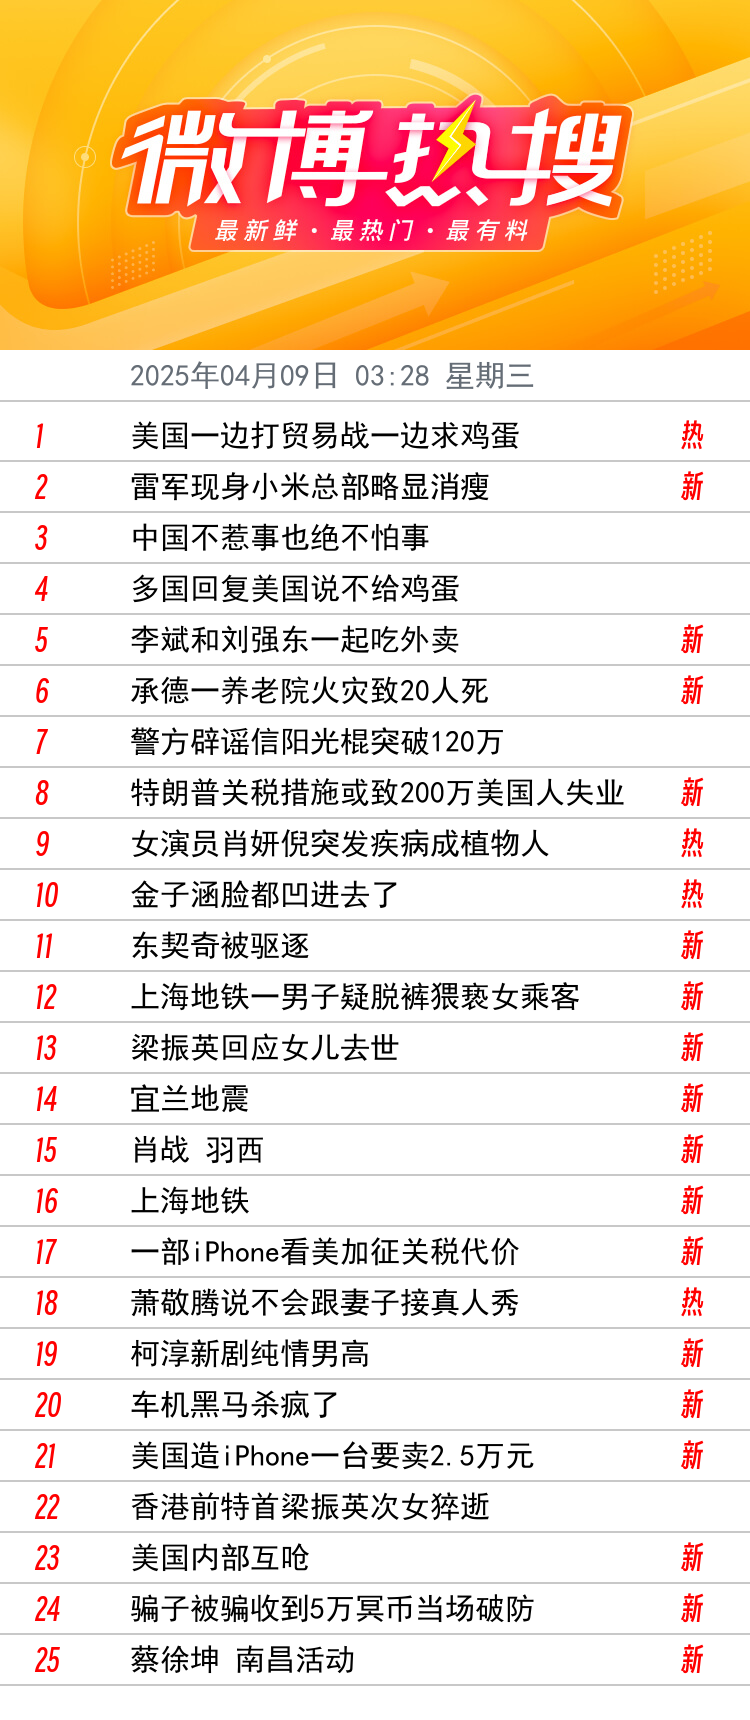 微博热搜
最新鲜·最热门·最有料
2025年04月09日 03:28 星期三
1 美国一边打贸易战一边求鸡蛋 热
2 雷军现身小米总部略显消瘦 新
3 中国不惹事也绝不怕事
4 多国回复美国说不给鸡蛋
5 李斌和刘强东一起吃外卖 新
6 承德一养老院火灾致20人死 新
7 警方辟谣信阳光棍突破120万
8 特朗普关税措施或致200万美国人失业 新
9 女演员肖妍倪突发疾病成植物人 热
10 金子涵脸都凹进去了 热
11 东契奇被驱逐 新
12 上海地铁一男子疑脱裤猥亵女乘客 新
13 梁振英回应女儿去世 新
14 宜兰地震 新
15 肖战 羽西 新
16 上海地铁 新
17 一部iPhone看美加征关税代价 新
18 萧敬腾说不会跟妻子接真人秀 热
19 柯淳新剧纯情男高 新
20 车机黑马杀疯了 新
21 美国造iPhone一台要卖2.5万元 新
22 香港前特首梁振英次女猝逝
23 美国内部互呛 新
24 骗子被骗收到5万冥币当场破防 新
25 蔡徐坤 南昌活动 新